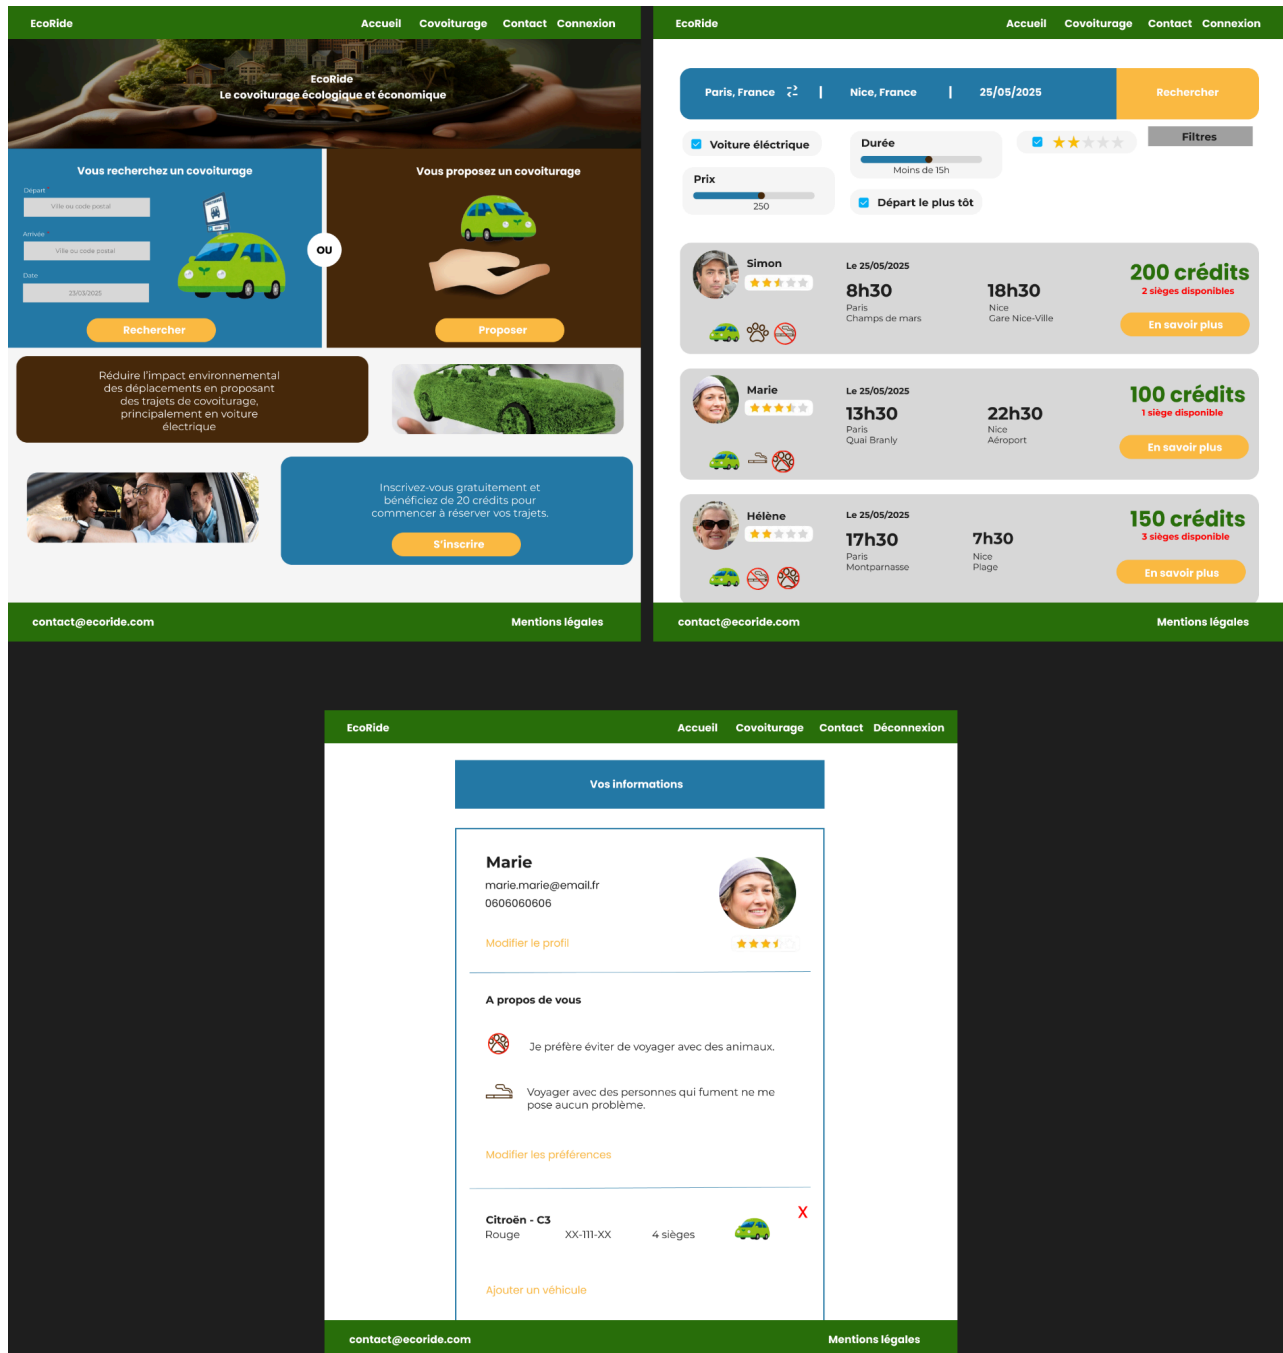 EcoRide
Accueil Covoiturage Contact Connexion
EcoRide
Le covoiturage écologique et économique
Vous recherchez un covoiturage
Départ *
Ville ou code postal
Arrivée *
Ville ou code postal
Date
23/03/2025
Rechercher
OU
Vous proposez un covoiturage
Proposer
Réduire l'impact environnemental
des déplacements en proposant
des trajets de covoiturage,
principalement en voiture
électrique
Inscrivez-vous gratuitement et
bénéficiez de 20 crédits pour
commencer à réserver vos trajets.
S'inscrire
contact@ecoride.com
Mentions légales
EcoRide
Accueil Covoiturage Contact Connexion
Paris, France | Nice, France | 25/05/2025 Rechercher
Voiture éléctrique
Durée
Moins de 15h
Filtres
Prix
250
Départ le plus tôt
Simon
Le 25/05/2025
8h30
Paris
Champs de mars
18h30
Nice
Gare Nice-Ville
200 crédits
2 sièges disponibles
En savoir plus
Marie
Le 25/05/2025
13h30
Paris
Quai Branly
22h30
Nice
Aéroport
100 crédits
1 siège disponible
En savoir plus
Hélène
Le 25/05/2025
17h30
Paris
Montparnasse
7h30
Nice
Plage
150 crédits
3 sièges disponible
En savoir plus
contact@ecoride.com
Mentions légales
EcoRide
Accueil Covoiturage Contact Déconnexion
Vos informations
Marie
marie.marie@email.fr
0606060606
Modifier le profil
A propos de vous
Je préfère éviter de voyager avec des animaux.
Voyager avec des personnes qui fument ne me
pose aucun problème.
Modifier les préférences
X
Citroën - C3
Rouge XX-111-XX 4 sièges
Ajouter un véhicule
contact@ecoride.com
Mentions légales